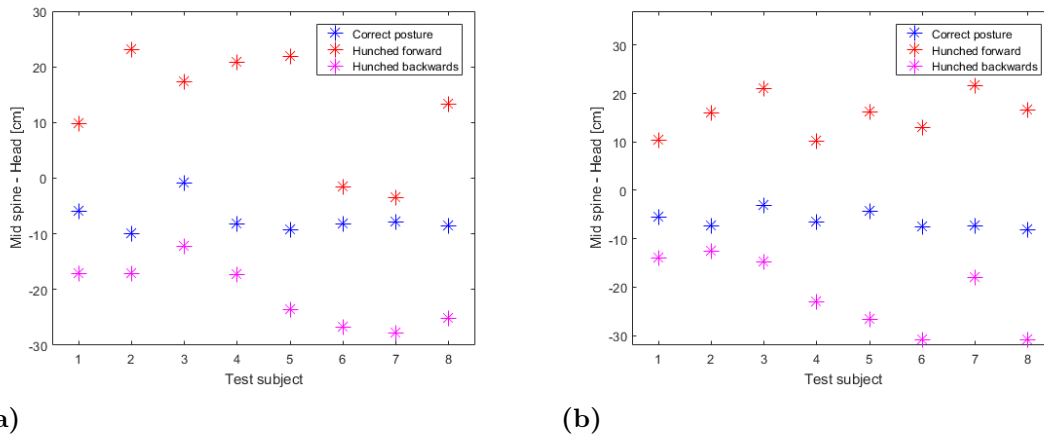 30
20
10
0
-10
-20
-30
Mid spine - Head [cm]
Correct posture
Hunched forward
Hunched backwards
1 2 3 4 5 6 7 8
Test subject
a)
30
20
10
0
-10
-20
-30
Mid spine - Head [cm]
Correct posture
Hunched forward
Hunched backwards
1 2 3 4 5 6 7 8
Test subject
(b)